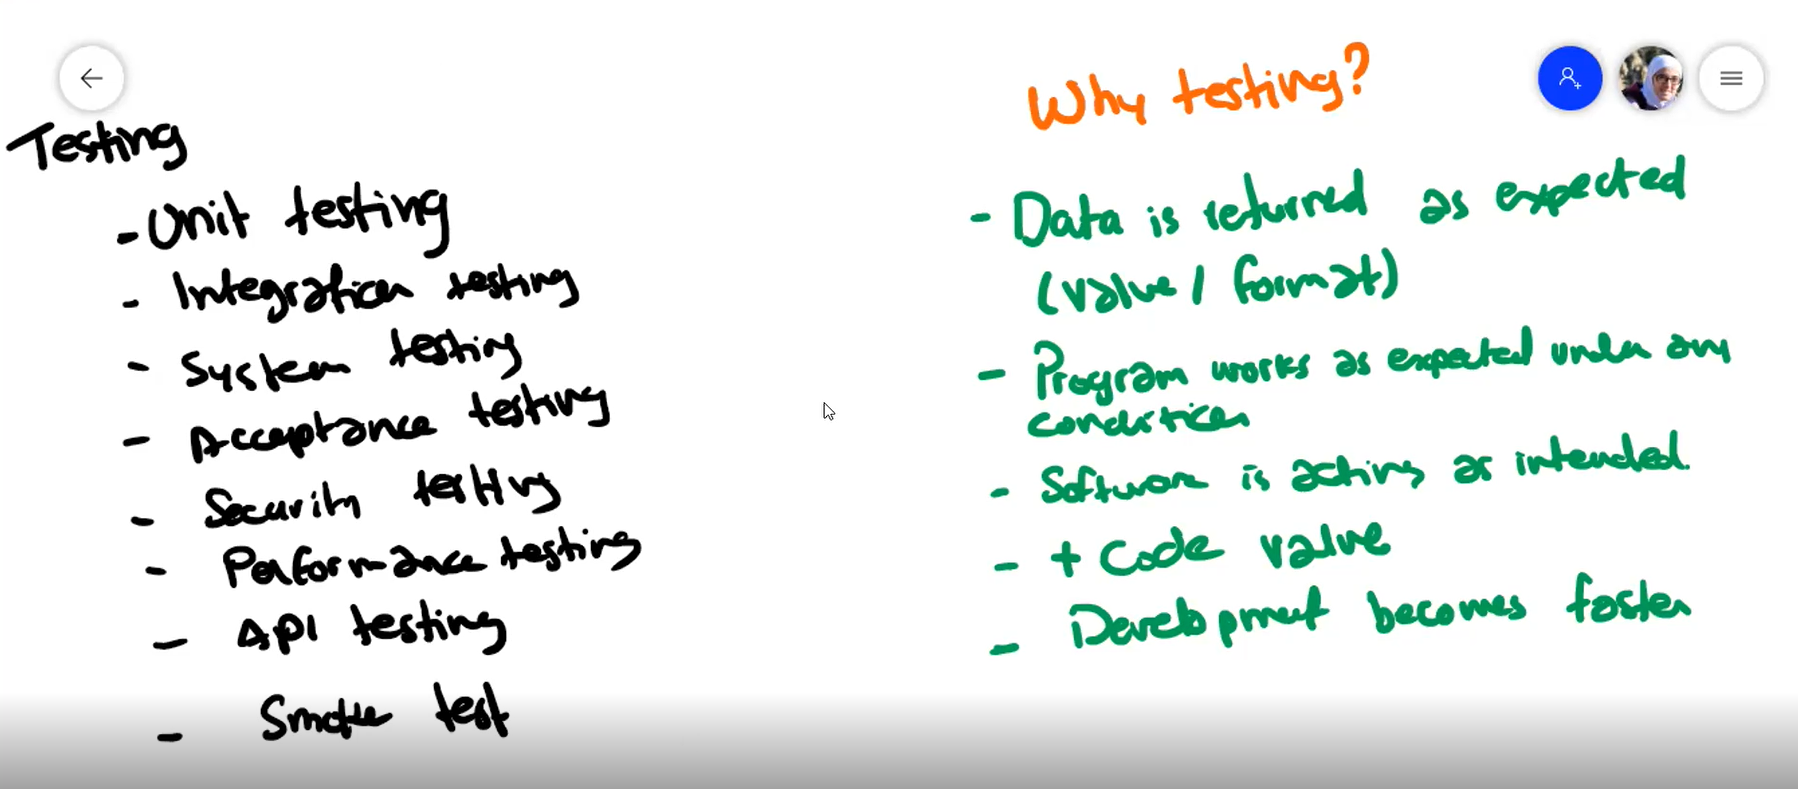 Testing
- Unit testing
- Integration testing
- System testing
- Acceptance testing
- Security testing
- Performance testing
- API testing
- Smoke test
Why testing?
- Data is returned as expected
(value / format)
- Program works as expected under any
condition
- Software is acting as intended.
- + Code value
- Development becomes faster